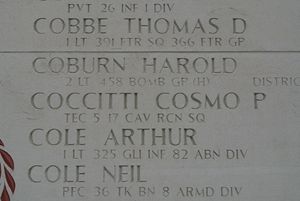 PVT 26 INF 1 DIV
COBBE THOMAS D
1 LT 391 FTR SQ 366 FTR GP
COBURN HAROLD
2 LT 458 BOMB GP (H) DISTRI
COCCITTI COSMO P
TEC 5 17 CAV RCN SQ
COLE ARTHUR
1 LT 325 GLI INF 82 ABN DIV
COLE NEIL
PFC 36 TK BN 8 ARMD DIV